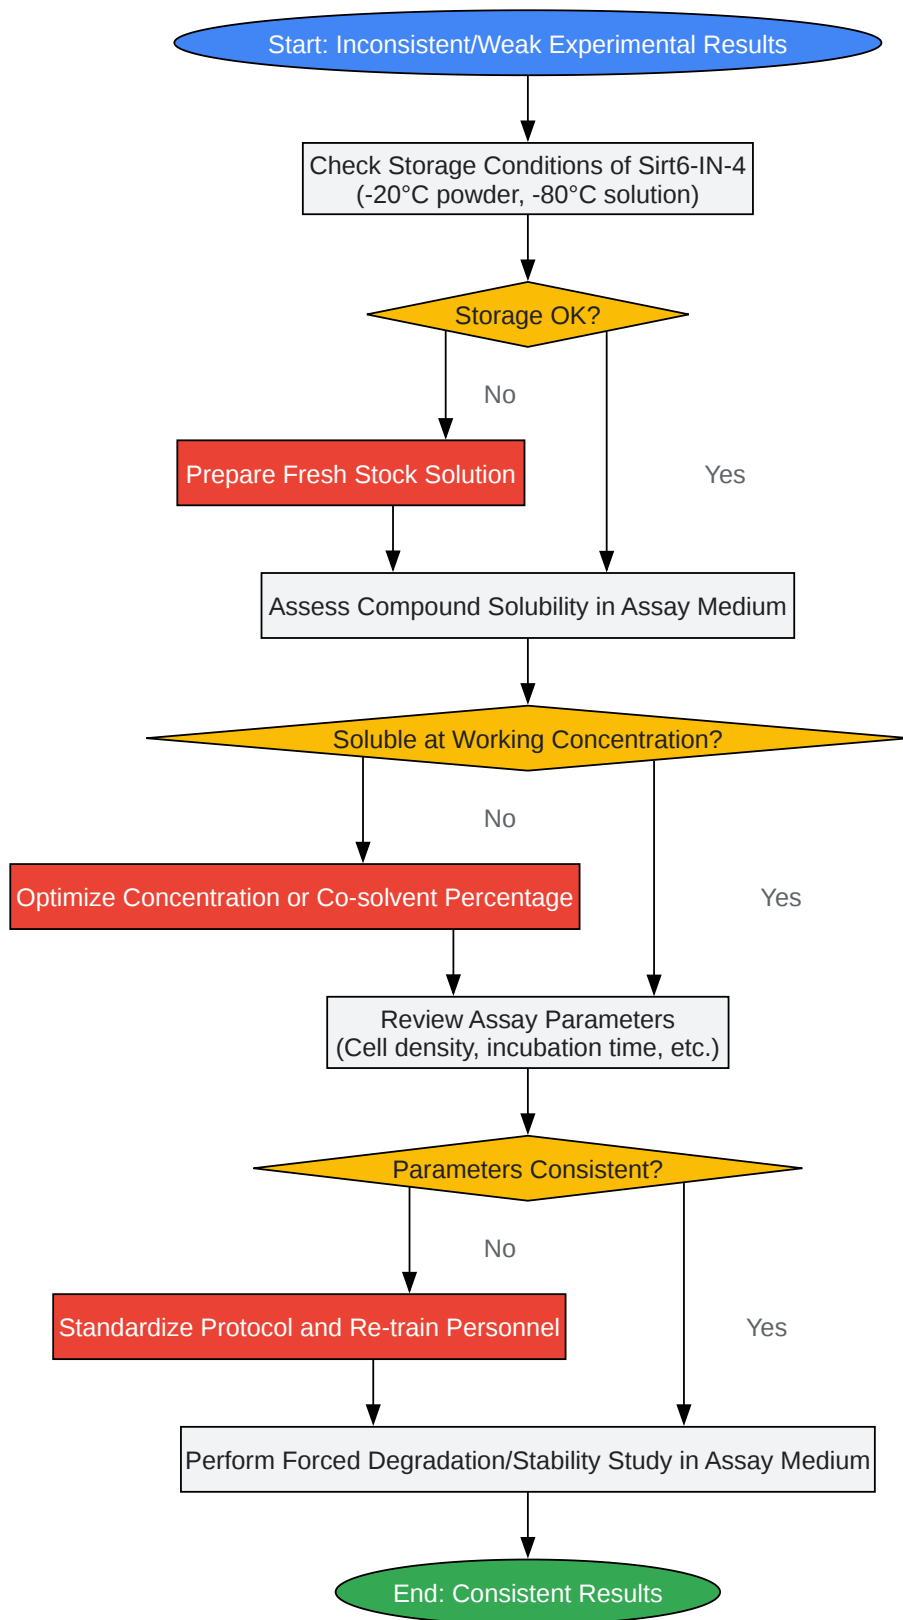 Start: Inconsistent/Weak Experimental Results
Check Storage Conditions of Sirt6-IN-4
(-20°C powder, -80°C solution)
Storage OK?
No
Prepare Fresh Stock Solution
Yes
Assess Compound Solubility in Assay Medium
Soluble at Working Concentration?
No
Optimize Concentration or Co-solvent Percentage
Yes
Review Assay Parameters
(Cell density, incubation time, etc.)
Parameters Consistent?
No
Standardize Protocol and Re-train Personnel
Yes
Perform Forced Degradation/Stability Study in Assay Medium
End: Consistent Results